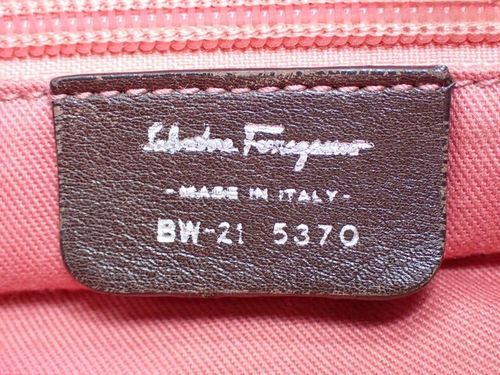 Salvatore Ferragamo
- MADE IN ITALY -
BW-21 5370